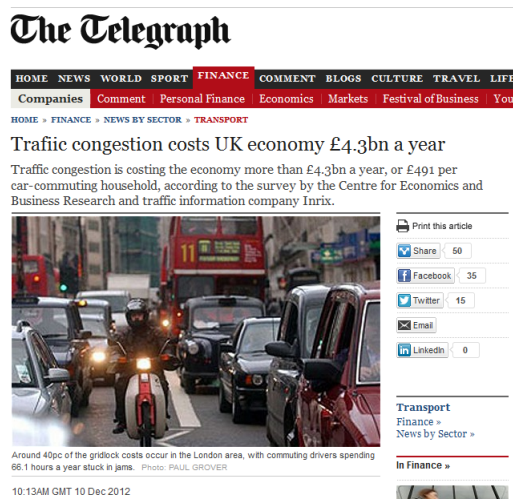 The Telegraph
HOME NEWS WORLD SPORT FINANCE COMMENT BLOGS CULTURE TRAVEL LIFE
Companies Comment Personal Finance Economics Markets Festival of Business You
HOME » FINANCE » NEWS BY SECTOR » TRANSPORT
Traffic congestion costs UK economy £4.3bn a year
Traffic congestion is costing the economy more than £4.3bn a year, or £491 per
car-commuting household, according to the survey by the Centre for Economics and
Business Research and traffic information company Inrix.
11
Around 40pc of the gridlock costs occur in the London area, with commuting drivers spending
66.1 hours a year stuck in jams. Photo: PAUL GROVER
10:13AM GMT 10 Dec 2012
Print this article
Share 50
Facebook 35
Twitter 15
Email
LinkedIn 0
Transport
Finance »
News by Sector »
In Finance »